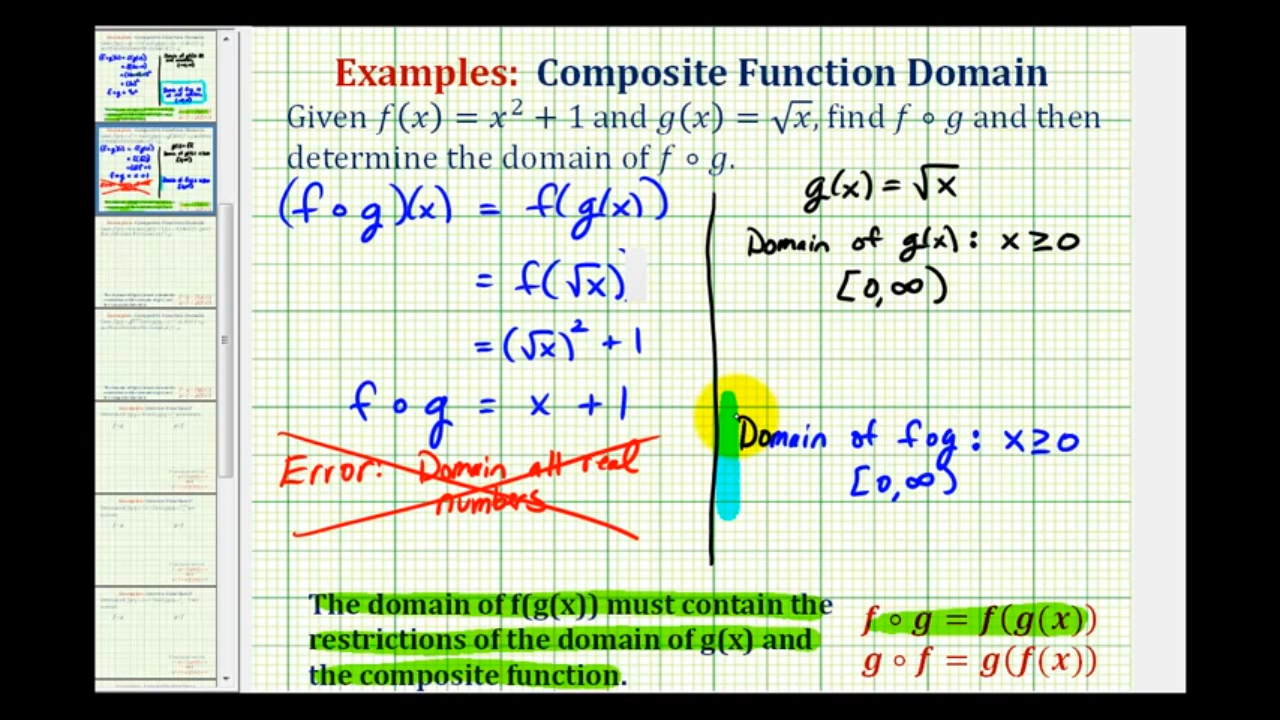 Examples: Composite Function Domain
Given f(x) = x² + 1 and g(x) = √x, find f ∘ g and then
determine the domain of f ∘ g.
(f ∘ g)(x) = f(g(x))
= f(√x)
= (√x)² + 1
f ∘ g = x + 1
Error: Domain all real
numbers
g(x) = √x
Domain of g(x): x ≥ 0
[0, ∞)
Domain of f∘g: x ≥ 0
[0, ∞)
The domain of f(g(x)) must contain the
restrictions of the domain of g(x) and
the composite function.
f ∘ g = f(g(x))
g ∘ f = g(f(x))